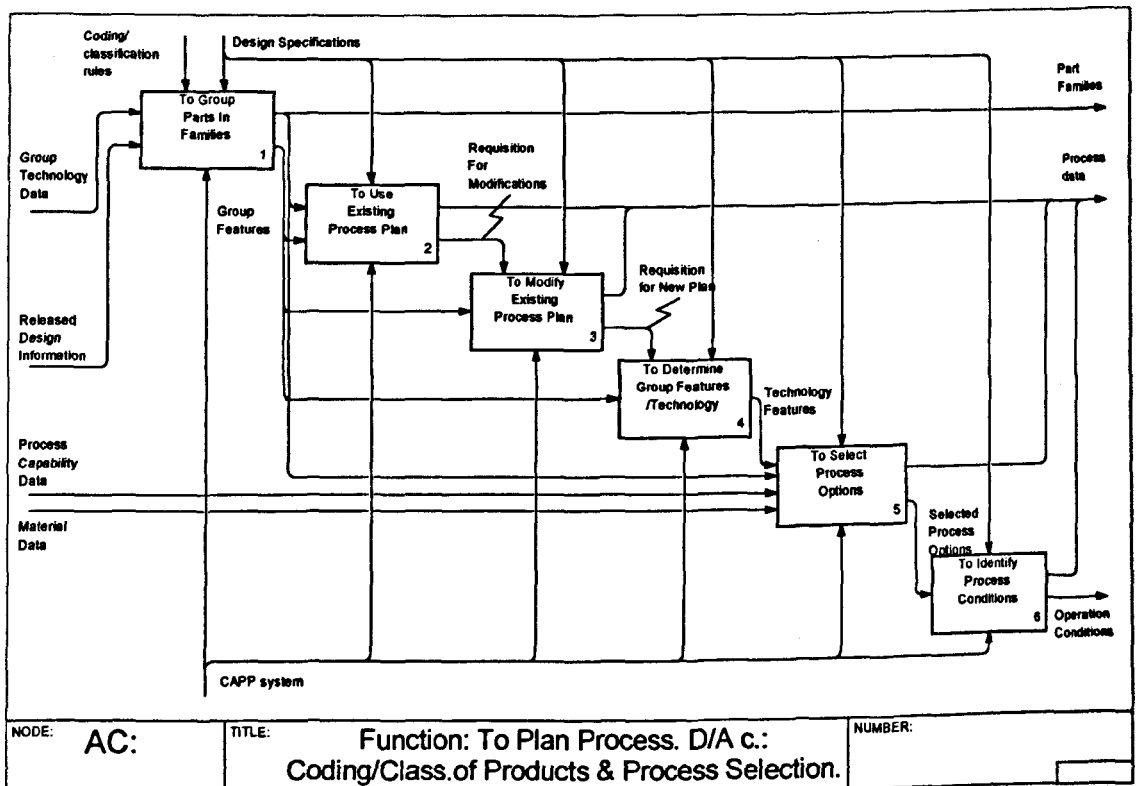 Coding/
classification
rules
Design Specifications
Part
Families
To Group
Parts In
Families
1
Group
Technology
Data
Requisition
For
Modifications
Process
data
To Use
Existing
Process Plan
2
Group
Features
To Modify
Existing
Process Plan
3
Requisition
for New Plan
Released
Design
Information
To Determine
Group Features
/Technology
4
Technology
Features
Process
Capability
Data
To Select
Process
Options
5
Material
Data
Selected
Process
Options
To Identify
Process
Conditions
6
Operation
Conditions
CAPP system
NODE:
AC:
TITLE:
Function: To Plan Process. D/A c.:
Coding/Class.of Products & Process Selection.
NUMBER: